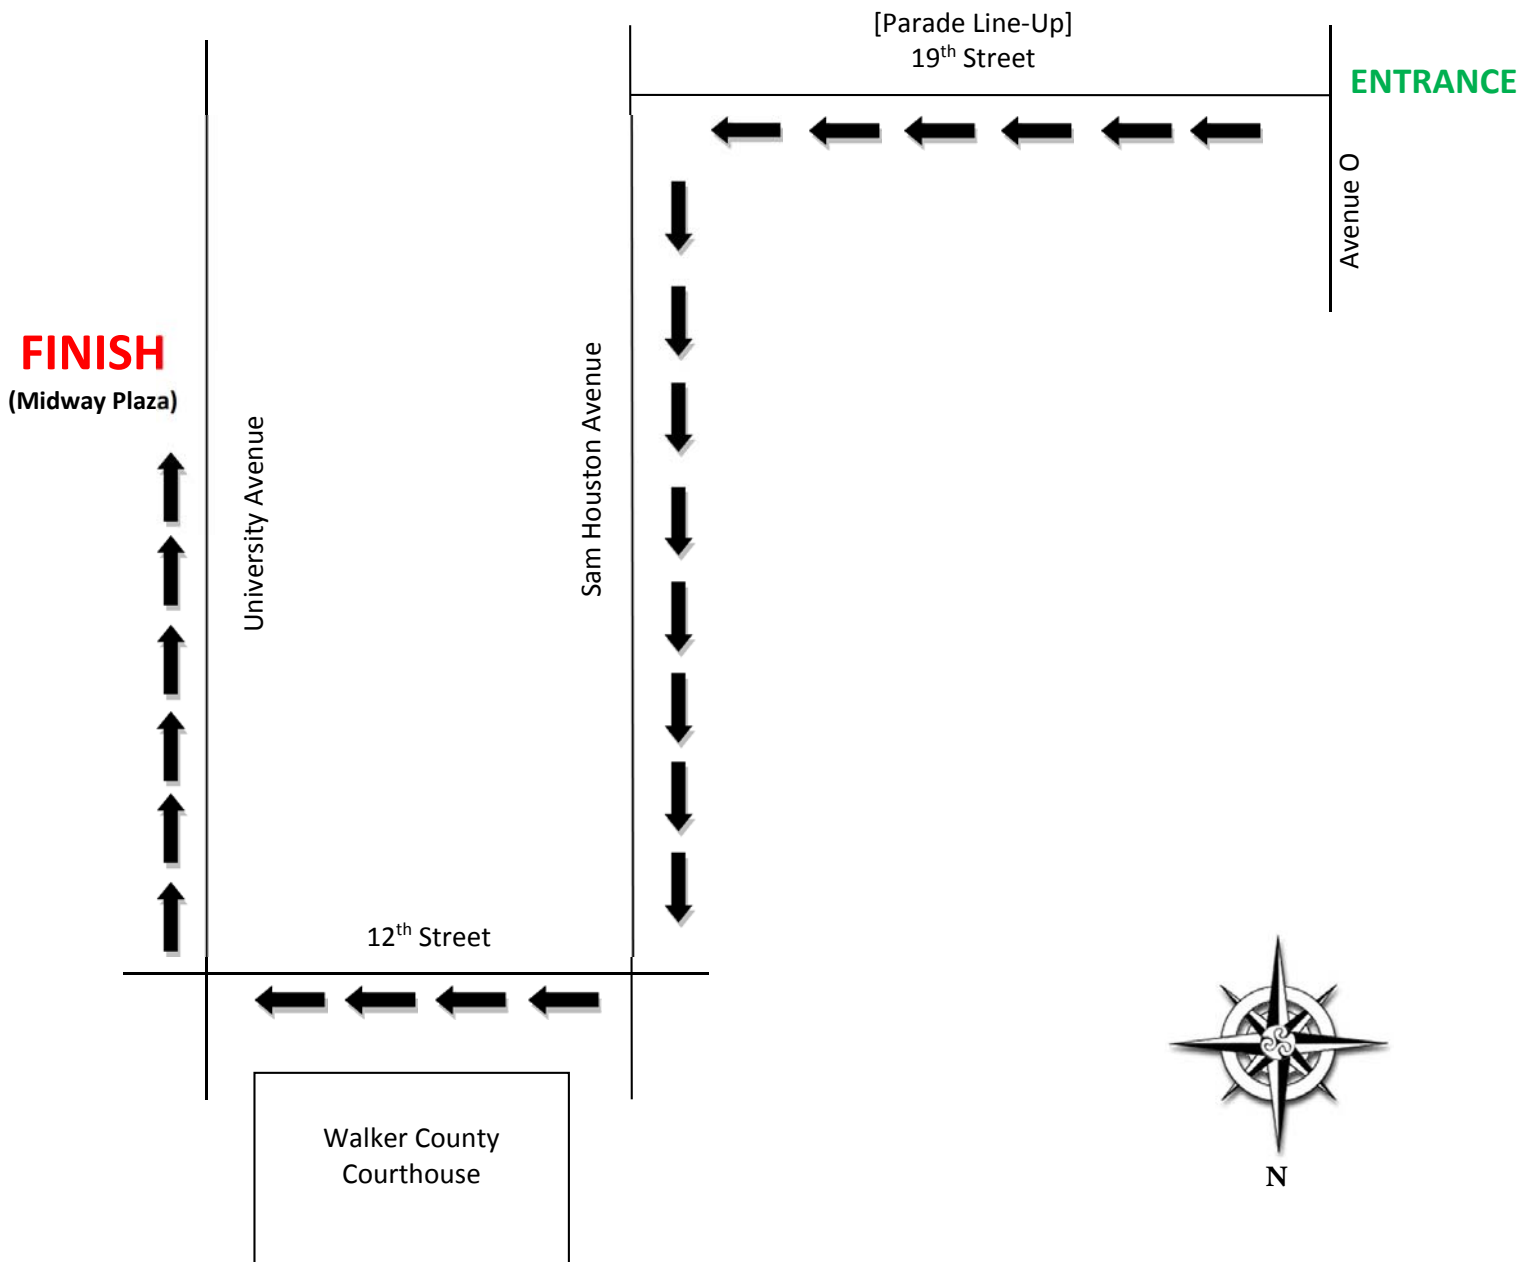 [Parade Line-Up]
19th Street
ENTRANCE
Avenue O
FINISH
(Midway Plaza)
University Avenue
Sam Houston Avenue
12th Street
Walker County
Courthouse
N